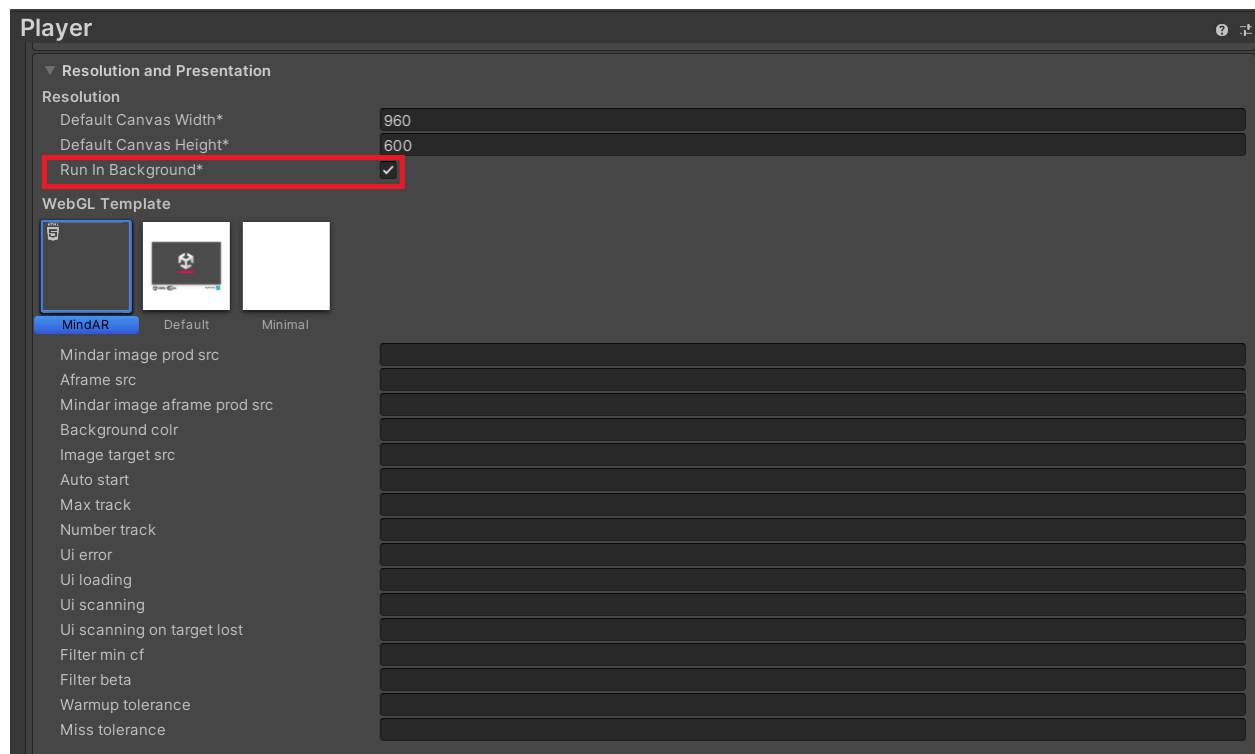 Player
Resolution and Presentation
Resolution
Default Canvas Width*
960
Default Canvas Height*
600
Run In Background*
WebGL Template
MindAR
Default
Minimal
Mindar image prod src
Aframe src
Mindar image aframe prod src
Background colr
Image target src
Auto start
Max track
Number track
Ui error
Ui loading
Ui scanning
Ui scanning on target lost
Filter min cf
Filter beta
Warmup tolerance
Miss tolerance